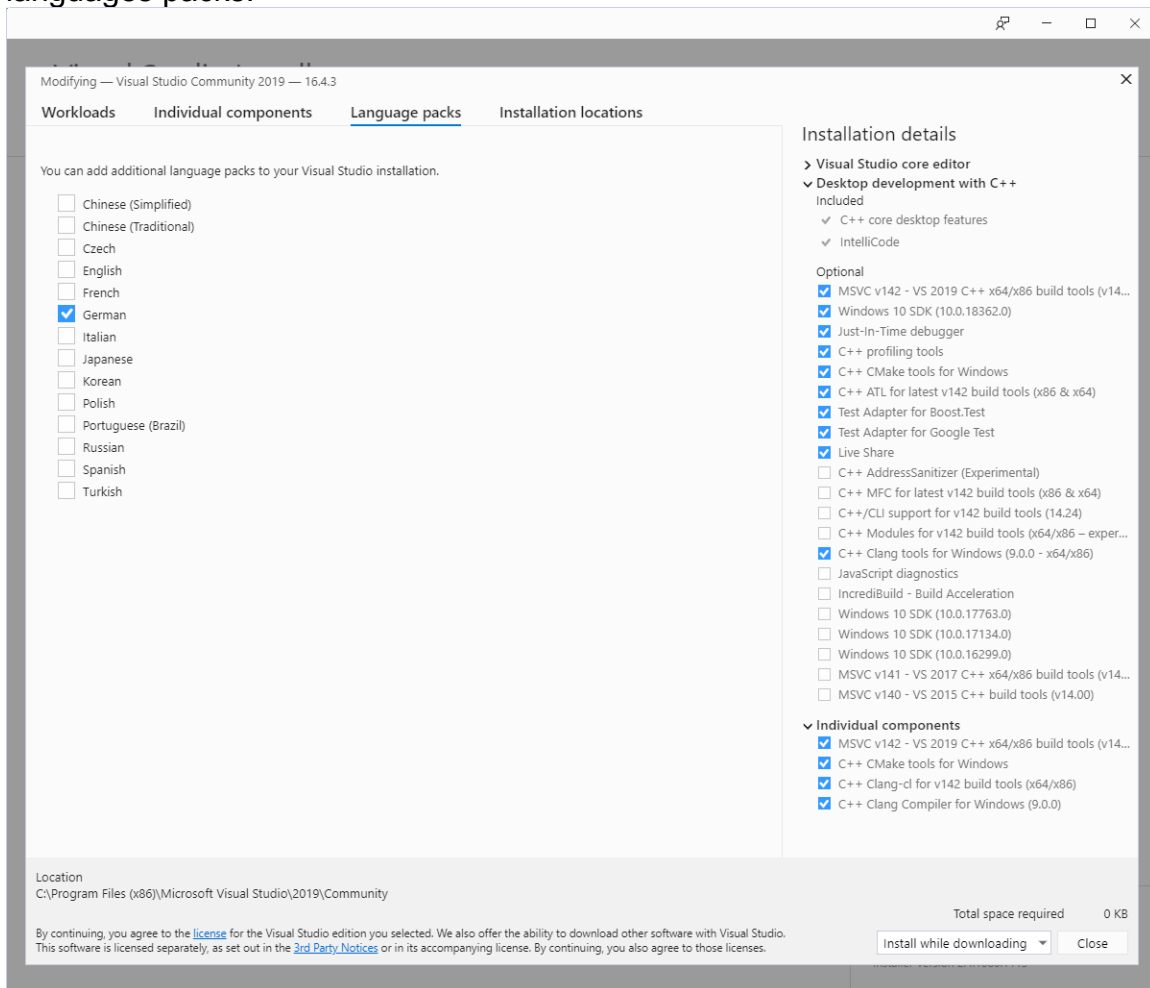 languages packs.
Modifying — Visual Studio Community 2019 — 16.4.3
Workloads Individual components Language packs Installation locations
You can add additional language packs to your Visual Studio installation.
Chinese (Simplified)
Chinese (Traditional)
Czech
English
French
German
Italian
Japanese
Korean
Polish
Portuguese (Brazil)
Russian
Spanish
Turkish
Installation details
Visual Studio core editor
Desktop development with C++
Included
C++ core desktop features
IntelliCode
Optional
MSVC v142 - VS 2019 C++ x64/x86 build tools (v14...
Windows 10 SDK (10.0.18362.0)
Just-In-Time debugger
C++ profiling tools
C++ CMake tools for Windows
C++ ATL for latest v142 build tools (x86 & x64)
Test Adapter for Boost.Test
Test Adapter for Google Test
Live Share
C++ AddressSanitizer (Experimental)
C++ MFC for latest v142 build tools (x86 & x64)
C++/CLI support for v142 build tools (14.24)
C++ Modules for v142 build tools (x64/x86 – exper...
C++ Clang tools for Windows (9.0.0 - x64/x86)
JavaScript diagnostics
IncrediBuild - Build Acceleration
Windows 10 SDK (10.0.17763.0)
Windows 10 SDK (10.0.17134.0)
Windows 10 SDK (10.0.16299.0)
MSVC v141 - VS 2017 C++ x64/x86 build tools (v14...
MSVC v140 - VS 2015 C++ build tools (v14.00)
Individual components
MSVC v142 - VS 2019 C++ x64/x86 build tools (v14...
C++ CMake tools for Windows
C++ Clang-cl for v142 build tools (x64/x86)
C++ Clang Compiler for Windows (9.0.0)
Location
C:\Program Files (x86)\Microsoft Visual Studio\2019\Community
Total space required 0 KB
By continuing, you agree to the license for the Visual Studio edition you selected. We also offer the ability to download other software with Visual Studio.
This software is licensed separately, as set out in the 3rd Party Notices or in its accompanying license. By continuing, you also agree to those licenses.
Install while downloading Close